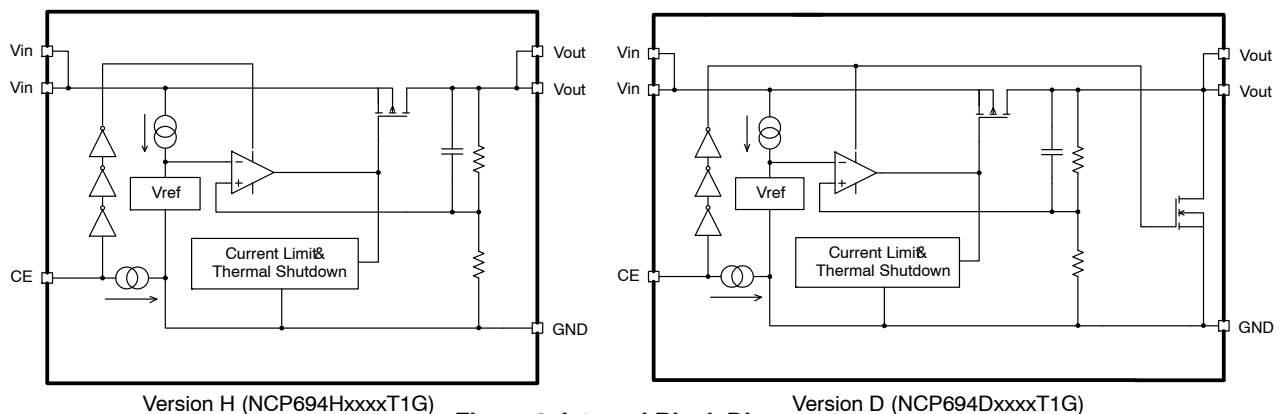 Vin
Vin
CE
Vref
−
+
Current Limit&
Thermal Shutdown
Vout
Vout
GND
Version H (NCP694HxxxxT1G)
Vin
Vin
CE
Vref
−
+
Current Limit&
Thermal Shutdown
Vout
Vout
GND
Version D (NCP694DxxxxT1G)